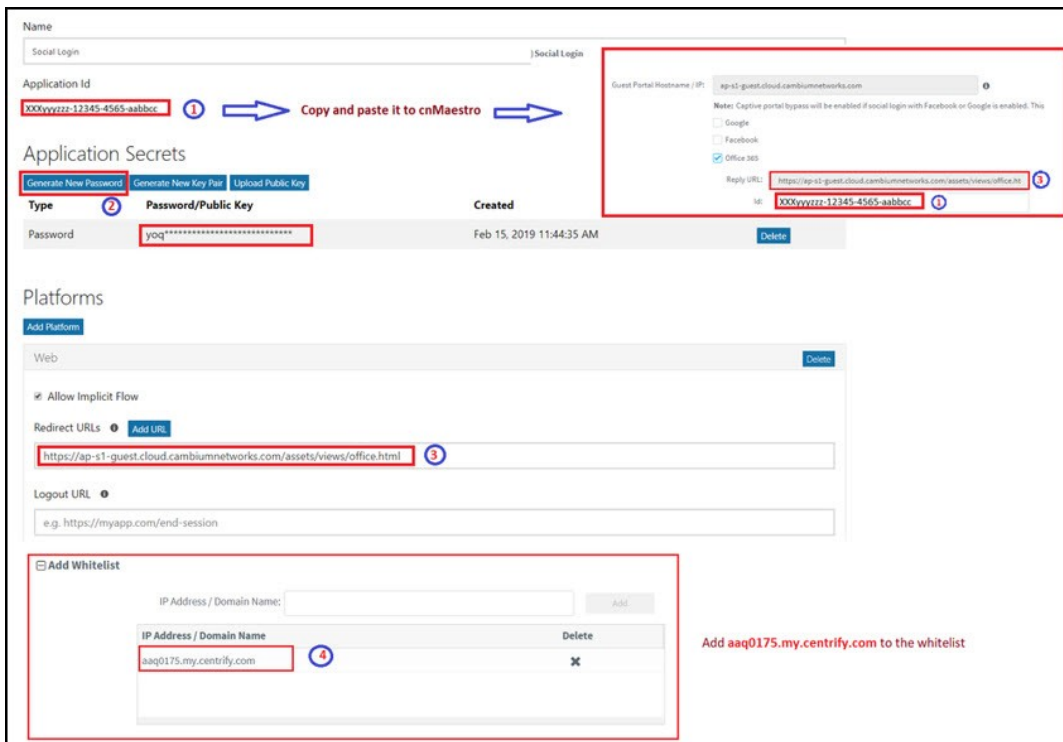 Name
Social Login
)Social Login
Application Id
XXXyyyzzz-12345-4565-aabbcc
1
Copy and paste it to cnMaestro
Guest Portal Hostname / IP:
ap-s1-guest.cloud.cambiumnetworks.com
Note: Captive portal bypass will be enabled if social login with Facebook or Google is enabled. This
Google
Facebook
Office 365
Reply URL:
https://ap-s1-guest.cloud.cambiumnetworks.com/assets/views/office.ht
3
Id:
XXXyyyzzz-12345-4565-aabbcc
1
Application Secrets
Generate New Password
Generate New Key Pair
Upload Public Key
Type
2
Password/Public Key
Created
Password
yoq****************************
Feb 15, 2019 11:44:35 AM
Delete
Platforms
Add Platform
Web
Delete
Allow Implicit Flow
Redirect URLs
Add URL
https://ap-s1-guest.cloud.cambiumnetworks.com/assets/views/office.html
3
Logout URL
e.g. https://myapp.com/end-session
Add Whitelist
IP Address / Domain Name:
Add
IP Address / Domain Name
Delete
aaq0175.my.centrify.com
4
Add aaq0175.my.centrify.com to the whitelist